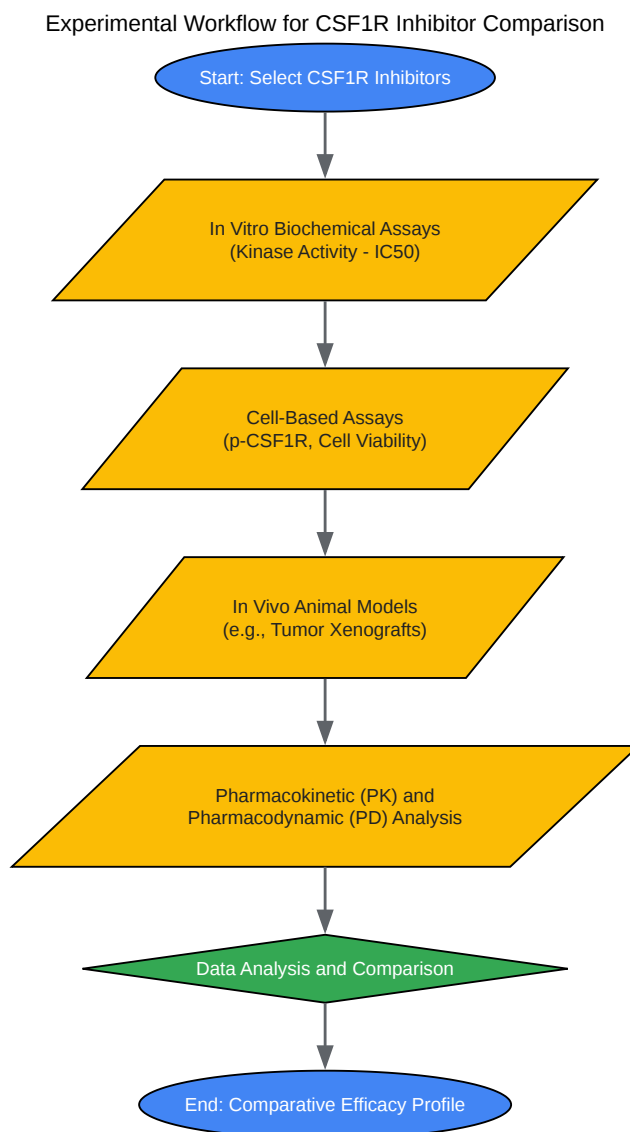 Experimental Workflow for CSF1R Inhibitor Comparison
Start: Select CSF1R Inhibitors
In Vitro Biochemical Assays
(Kinase Activity - IC50)
Cell-Based Assays
(p-CSF1R, Cell Viability)
In Vivo Animal Models
(e.g., Tumor Xenografts)
Pharmacokinetic (PK) and
Pharmacodynamic (PD) Analysis
Data Analysis and Comparison
End: Comparative Efficacy Profile